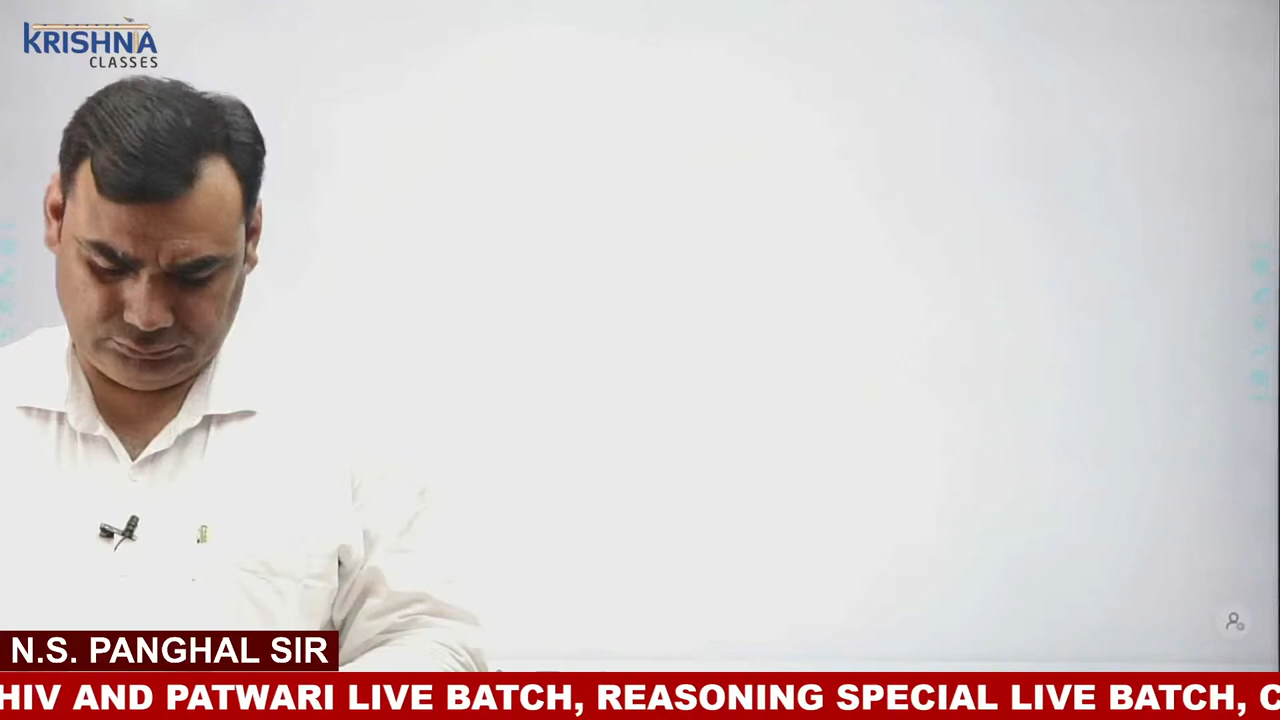 KRISHNA
CLASSES
N.S. PANGHAL SIR
HIV AND PATWARI LIVE BATCH, REASONING SPECIAL LIVE BATCH, C